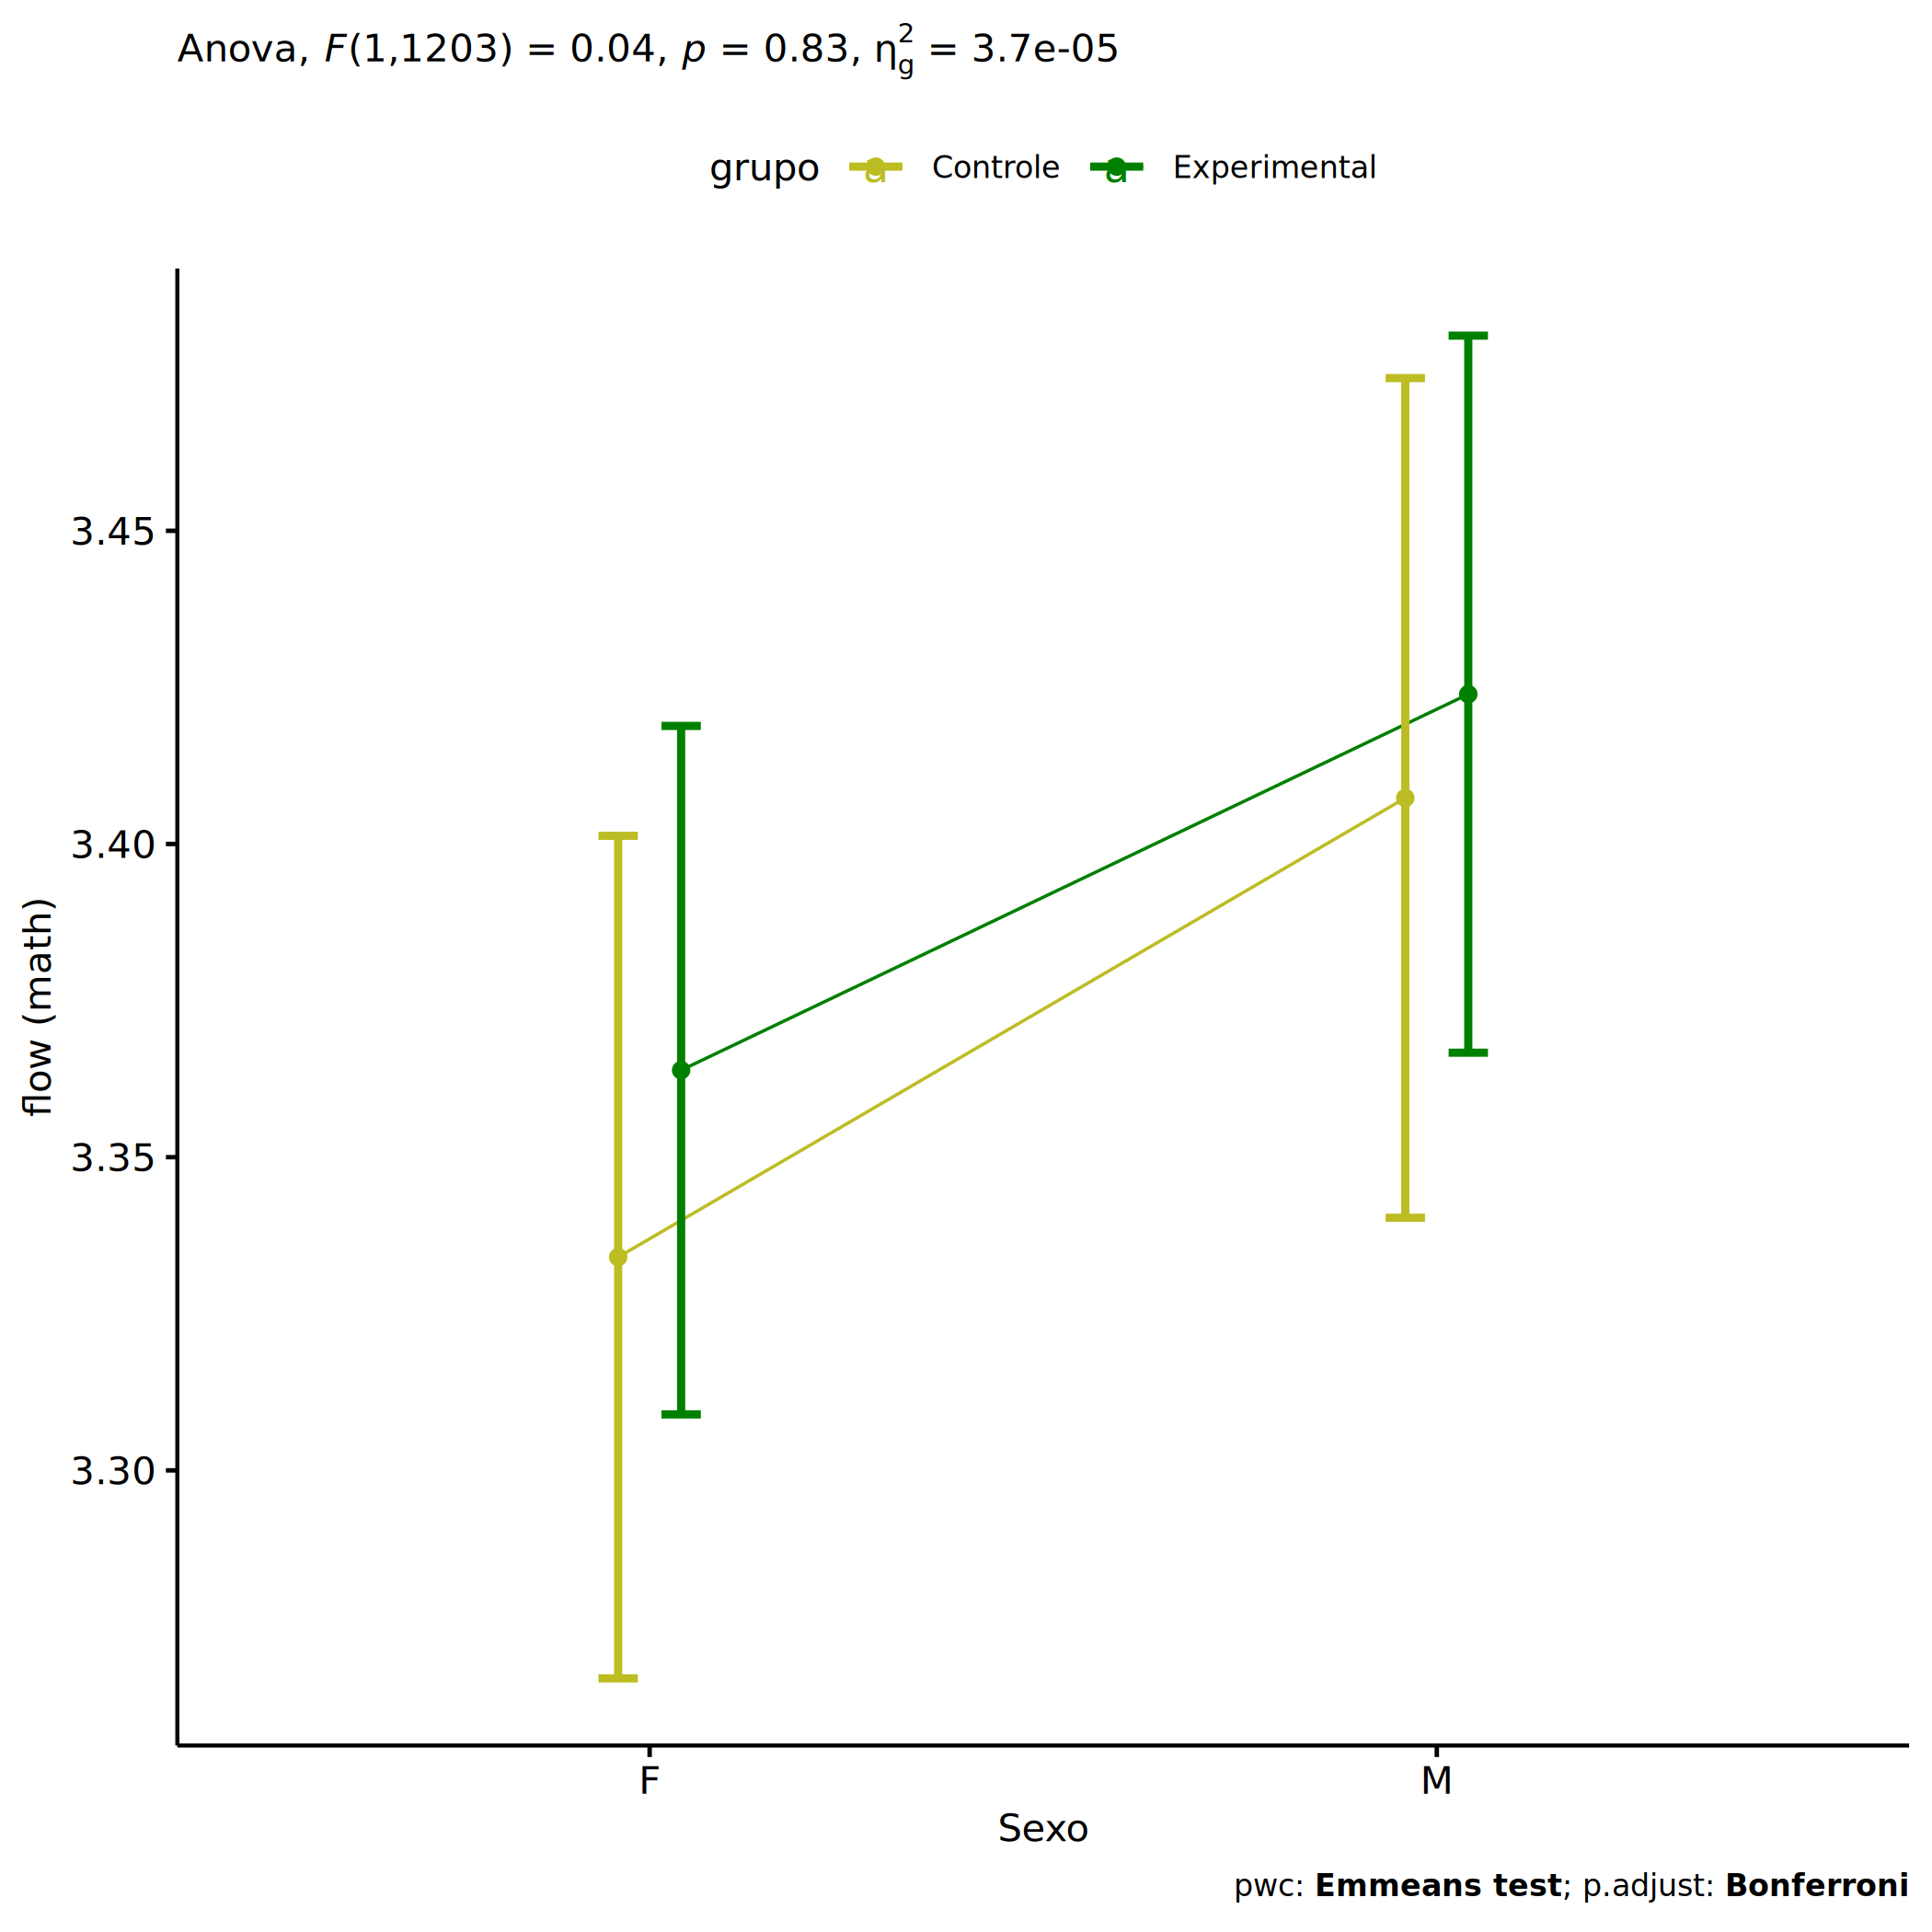 Anova, F(1,1203) = 0.04, p = 0.83, η²g = 3.7e-05
grupo a Controle a Experimental
3.45
3.40
3.35
3.30
flow (math)
F M
Sexo
pwc: Emmeans test; p.adjust: Bonferroni